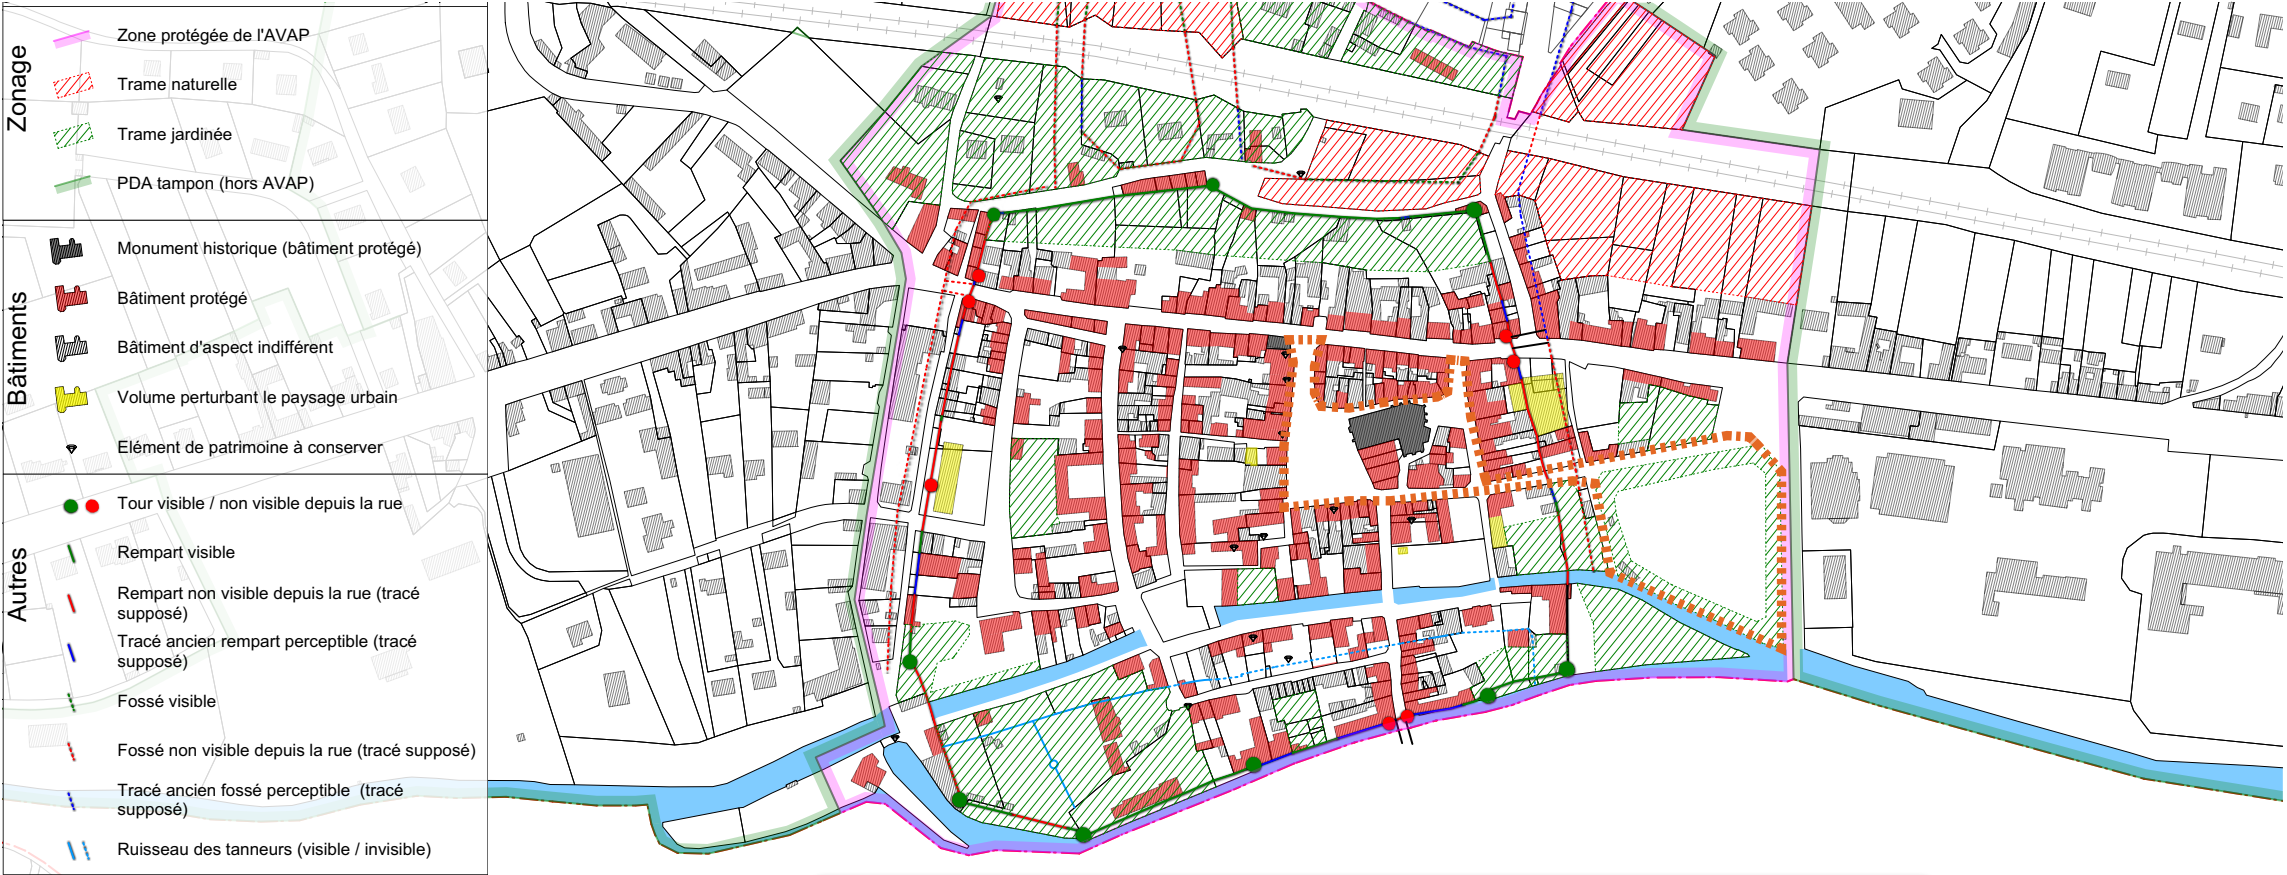 Zonage
Zone protégée de l'AVAP
Trame naturelle
Trame jardinée
PDA tampon (hors AVAP)
Bâtiments
Monument historique (bâtiment protégé)
Bâtiment protégé
Bâtiment d'aspect indifférent
Volume perturbant le paysage urbain
Elément de patrimoine à conserver
Autres
Tour visible / non visible depuis la rue
Rempart visible
Rempart non visible depuis la rue (tracé
supposé)
Tracé ancien rempart perceptible (tracé
supposé)
Fossé visible
Fossé non visible depuis la rue (tracé supposé)
Tracé ancien fossé perceptible  (tracé
supposé)
Ruisseau des tanneurs (visible / invisible)